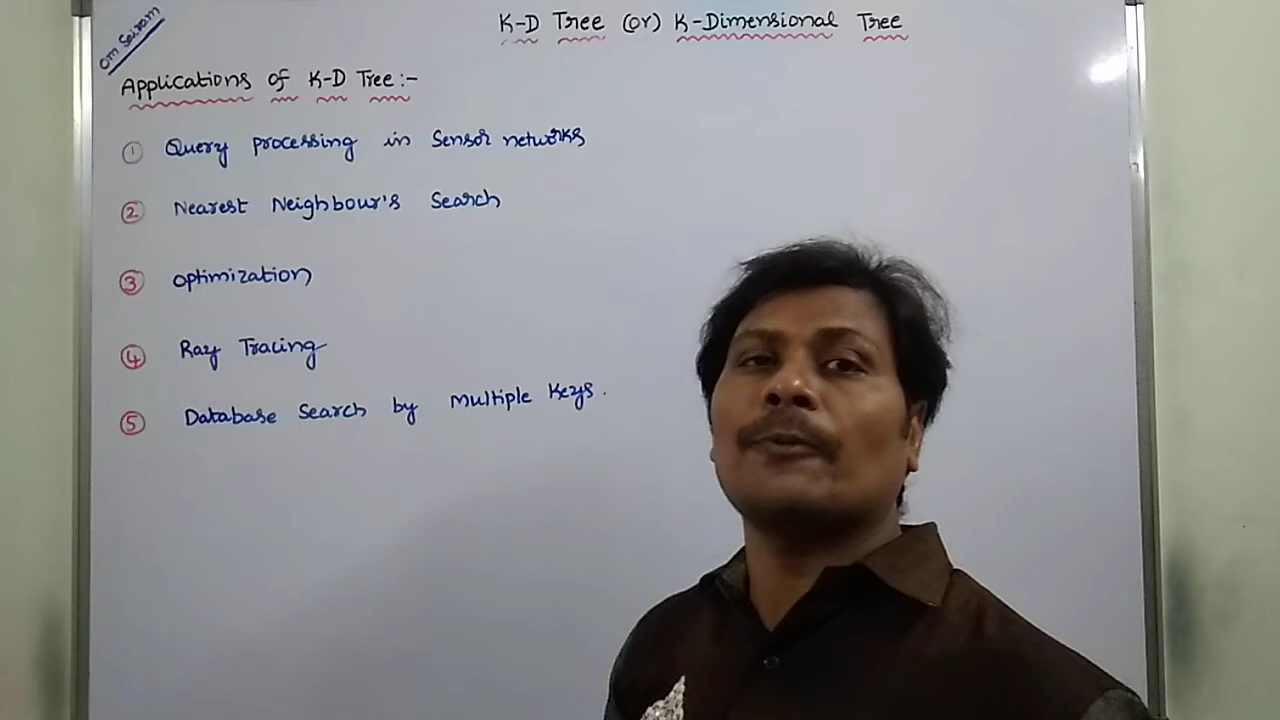 Om Sairam
K-D Tree (or) K-Dimensional Tree
Applications of K-D Tree:-
① Query processing in Sensor networks
② Nearest Neighbour's Search
③ optimization
④ Ray Tracing
⑤ Database Search by Multiple Keys.